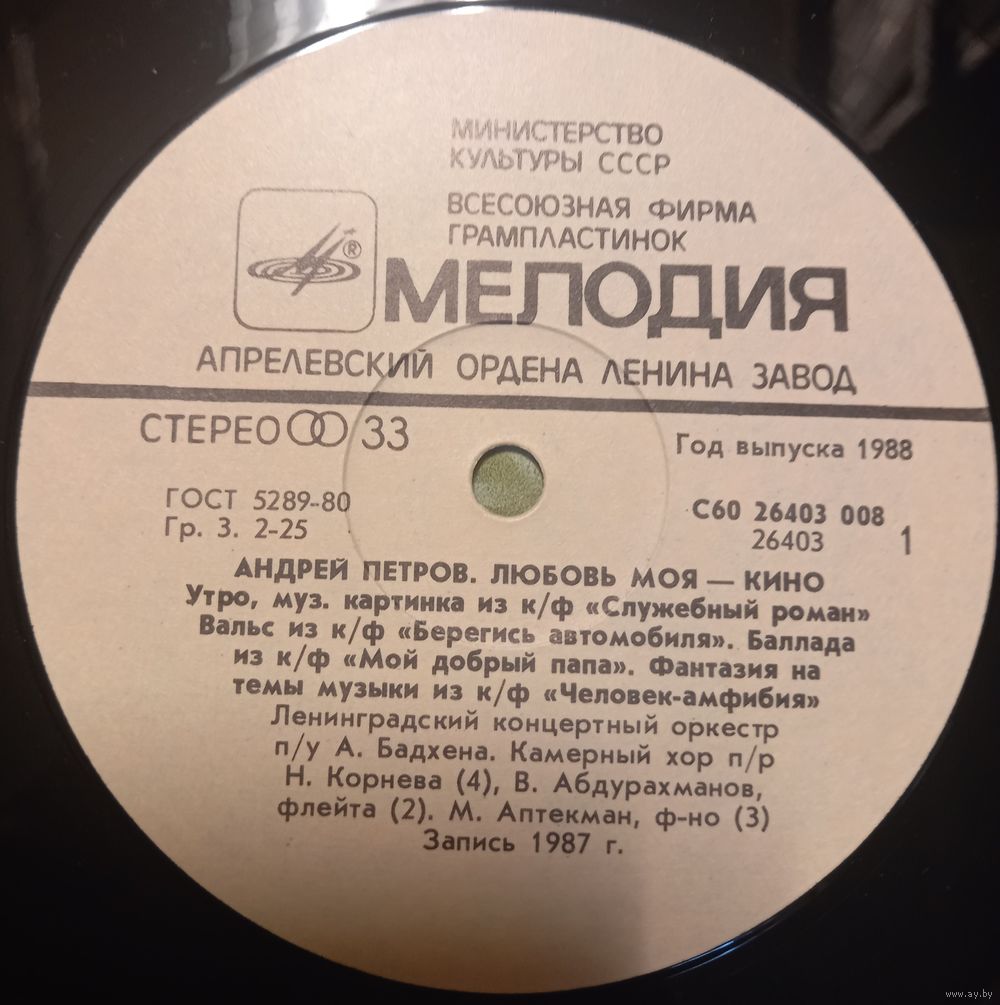 МИНИСТЕРСТВО
КУЛЬТУРЫ СССР
ВСЕСОЮЗНАЯ ФИРМА
ГРАМПЛАСТИНОК
®
МЕЛОДИЯ
АПРЕЛЕВСКИЙ ОРДЕНА ЛЕНИНА ЗАВОД
СТЕРЕО 33
Год выпуска 1988
ГОСТ 5289-80
Гр. 3. 2-25
С60 26403 008
26403 1
АНДРЕЙ ПЕТРОВ. ЛЮБОВЬ МОЯ — КИНО
Утро, муз. картинка из к/ф «Служебный роман»
Вальс из к/ф «Берегись автомобиля». Баллада
из к/ф «Мой добрый папа». Фантазия на
темы музыки из к/ф «Человек-амфибия»
Ленинградский концертный оркестр
п/у А. Бадхена. Камерный хор п/р
Н. Корнева (4), В. Абдурахманов,
флейта (2). М. Аптекман, ф-но (3)
Запись 1987 г.
www.ay.by